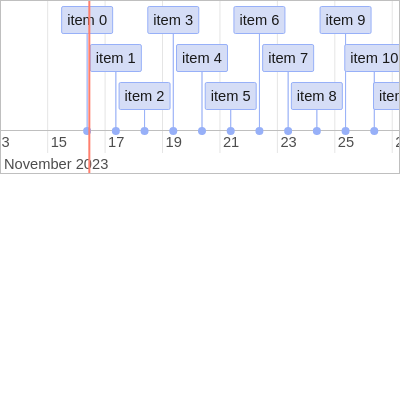 item 0 item 3 item 6 item 9
item 1 item 4 item 7 item 10
item 2 item 5 item 8
3 15 17 19 21 23 25
November 2023